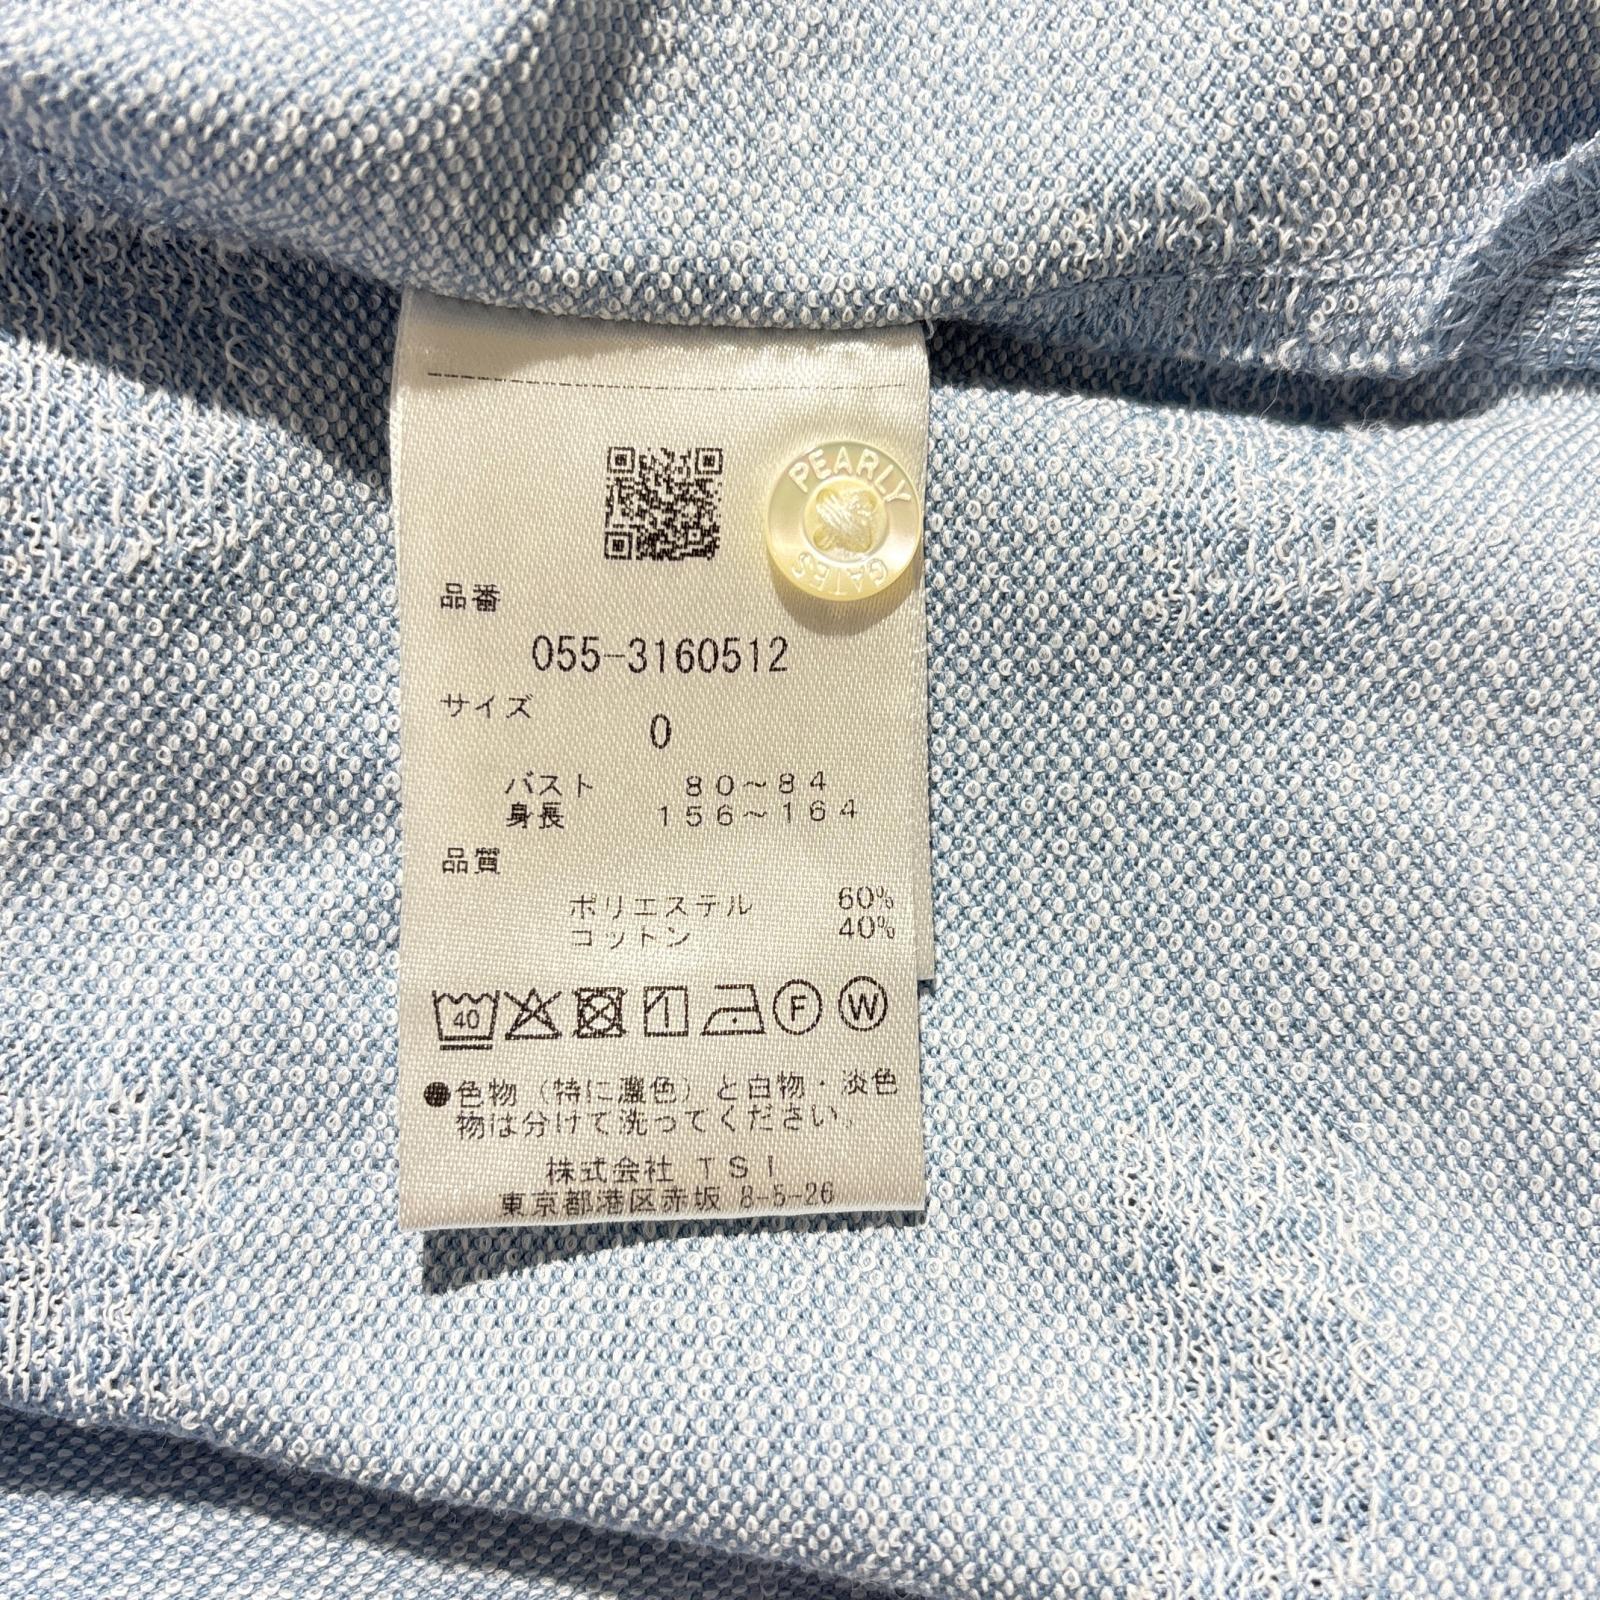 PEARLY
GATES
品番
055-3160512
サイズ
0
バスト 80～84
身長 156～164
品質
ポリエステル 60%
コットン 40%
40
F
W
●色物（特に濃色）と白物・淡色
物は分けて洗ってください。
株式会社 TSI
東京都港区赤坂 8-5-26